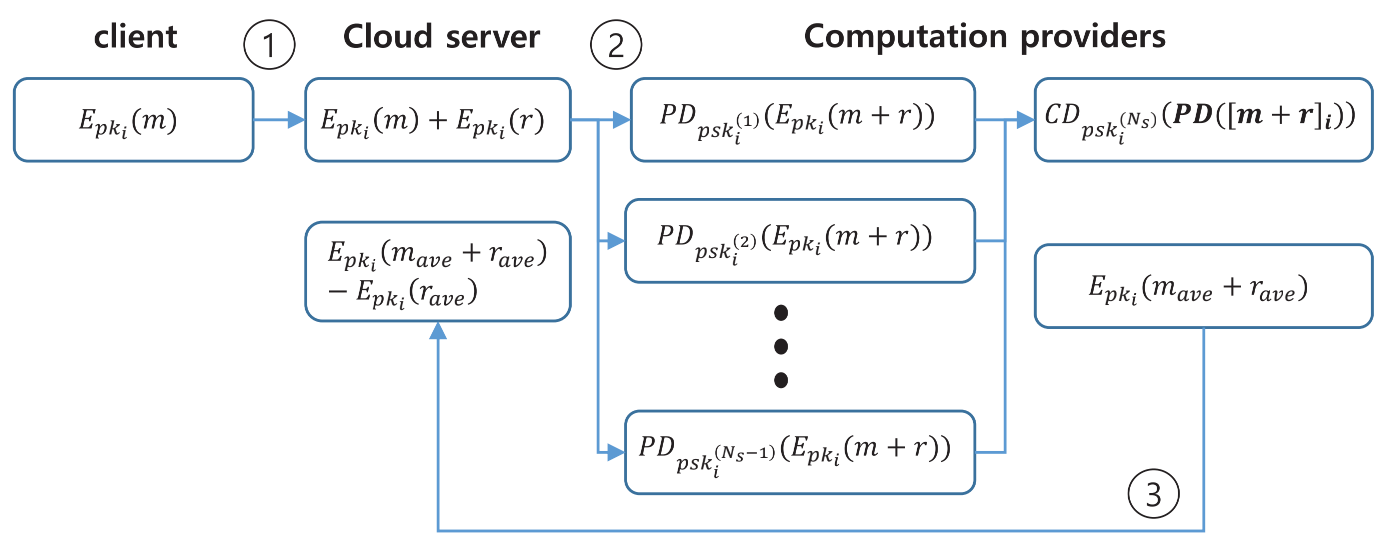 client ① Cloud server ② Computation providers
E_{pk_i}(m)
E_{pk_i}(m) + E_{pk_i}(r)
PD_{psk_i^{(1)}}(E_{pk_i}(m + r))
CD_{psk_i^{(N_s)}}(PD([m + r]_i))
E_{pk_i}(m_{ave} + r_{ave})
− E_{pk_i}(r_{ave})
PD_{psk_i^{(2)}}(E_{pk_i}(m + r))
E_{pk_i}(m_{ave} + r_{ave})
PD_{psk_i^{(N_s−1)}}(E_{pk_i}(m + r))
③